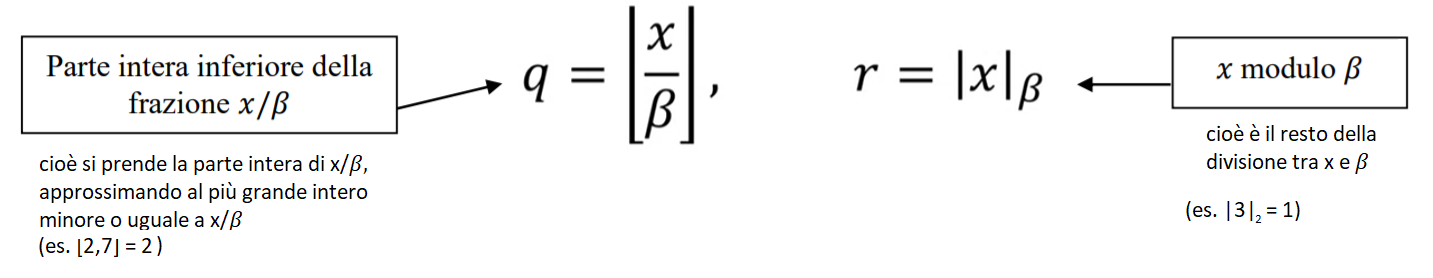 Parte intera inferiore della
frazione x/β
q = ⌊x/β⌋ ,
r = |x|β
x modulo β
cioè si prende la parte intera di x/β,
approssimando al più grande intero
minore o uguale a x/β
(es. ⌊2,7⌋ = 2 )
cioè è il resto della
divisione tra x e β
(es. |3|₂ = 1)